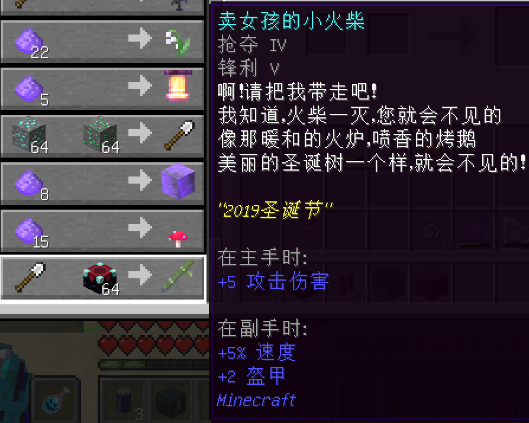 22
5
64 64
8
15
64
3
卖女孩的小火柴
抢夺 IV
锋利 V
啊!请把我带走吧!
我知道,火柴一灭,您就会不见的
像那暖和的火炉,喷香的烤鹅
美丽的圣诞树一个样,就会不见的!
"2019圣诞节"
在主手时:
+5 攻击伤害
在副手时:
+5% 速度
+2 盔甲
Minecraft